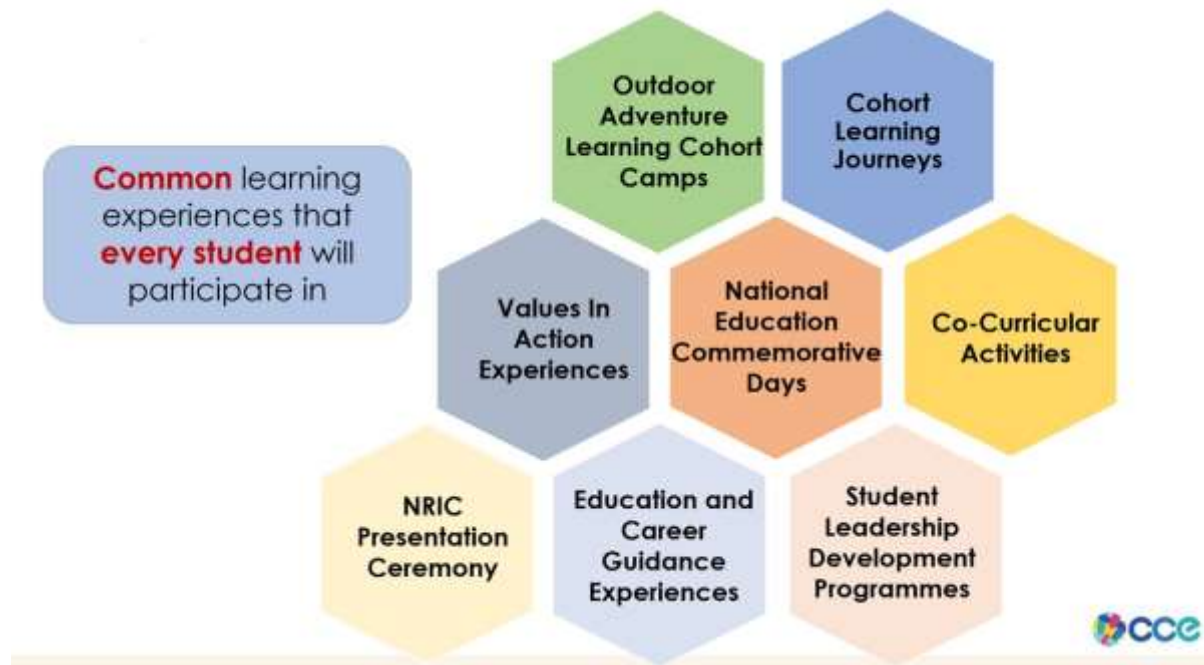 Common learning
experiences that
every student will
participate in
Outdoor
Adventure
Learning Cohort
Camps
Cohort
Learning
Journeys
Values In
Action
Experiences
National
Education
Commemorative
Days
Co-Curricular
Activities
NRIC
Presentation
Ceremony
Education and
Career
Guidance
Experiences
Student
Leadership
Development
Programmes
cce